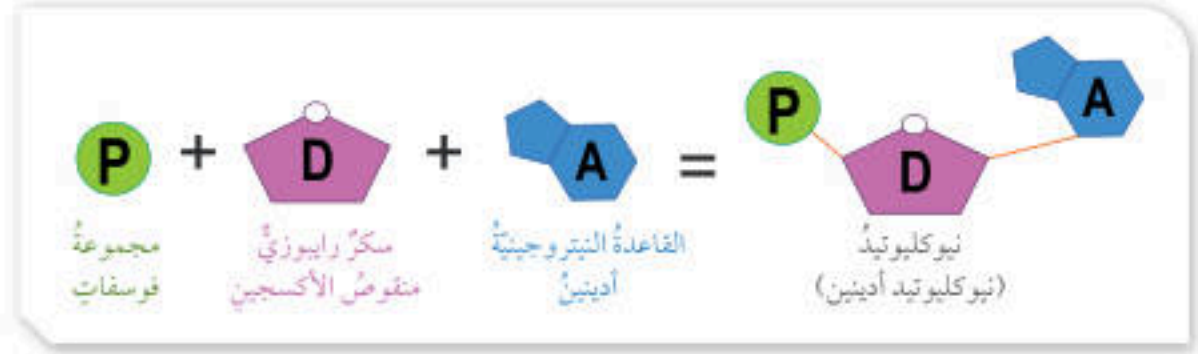 P + D + A = P D A
مجموعةُ
فوسفاتٍ
سكرٌ رايبوزيٌّ
منقوصُ الأكسجينِ
القاعدةُ النيتروجينيّةُ
أدينينُ
نيوكليوتيدُ
(نيوكليوتيد أدينين)